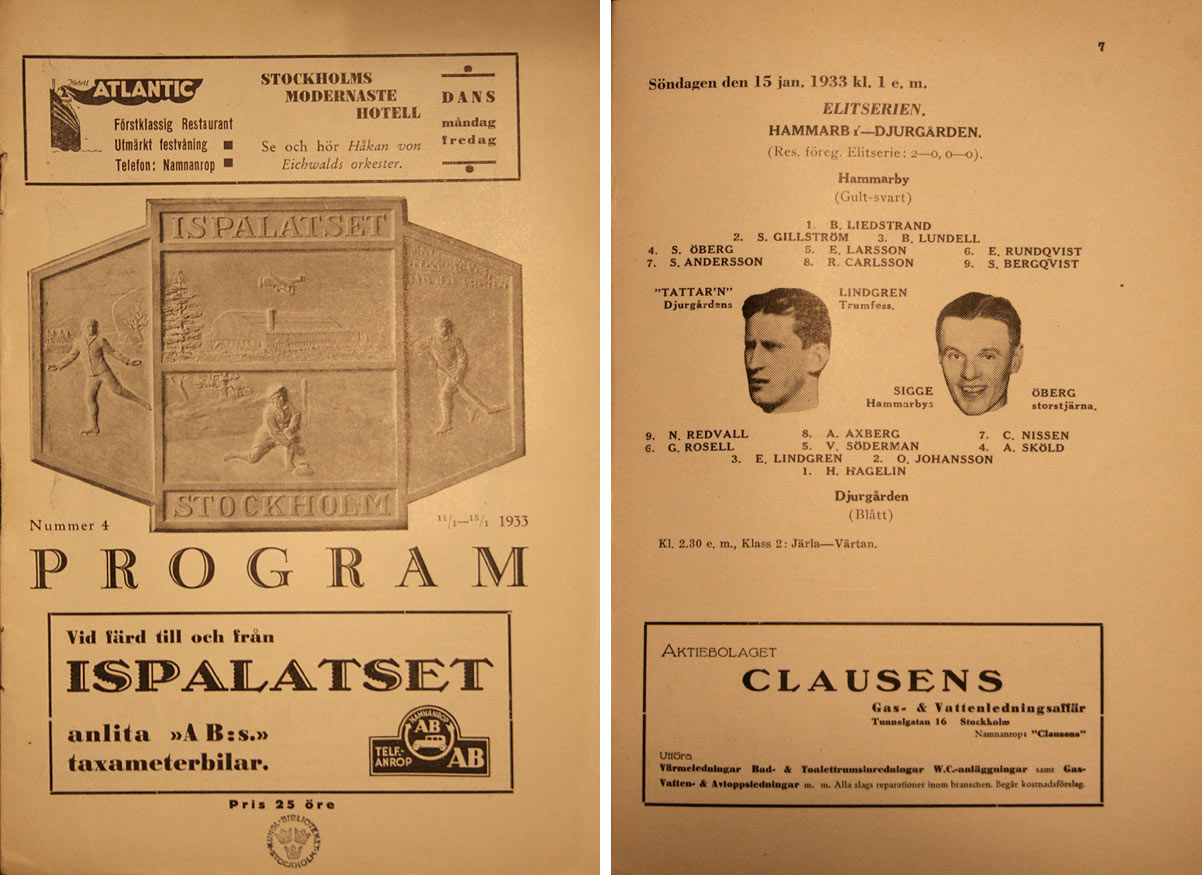 Hotell ATLANTIC
Förstklassig Restaurant
Utmärkt festvåning
Telefon: Namnanrop
STOCKHOLMS
MODERNASTE
HOTELL
Se och hör Håkan von
Eichwalds orkester.
DANS
måndag
fredag
ISPALATSET
STOCKHOLM
Nummer 4
11/1—15/1 1933
PROGRAM
Vid färd till och från
ISPALATSET
anlita »AB:s.»
taxameterbilar.
NAMNANROP
AB
TELF.-
ANROP
AB
Pris 25 öre
KUNGL. BIBLIOTEKET
STOCKHOLM
7
Söndagen den 15 jan. 1933 kl. 1 e. m.
ELITSERIEN.
HAMMARBY—DJURGÅRDEN.
(Res. föreg. Elitserie: 2—0, 0—0).
Hammarby
(Gult-svart)
1. B. LIEDSTRAND
2. S. GILLSTRÖM 3. B. LUNDELL
4. S. ÖBERG 5. E. LARSSON 6. E. RUNDQVIST
7. S. ANDERSSON 8. R. CARLSSON 9. S. BERGQVIST
"TATTAR'N" LINDGREN
Djurgårdens Trumfess.
SIGGE ÖBERG
Hammarbys storstjärna.
9. N. REDVALL 8. A. AXBERG 7. C. NISSEN
6. G. ROSELL 5. V. SÖDERMAN 4. A. SKÖLD
3. E. LINDGREN 2. O. JOHANSSON
1. H. HAGELIN
Djurgården
(Blått)
Kl. 2.30 e. m., Klass 2: Järla—Värtan.
AKTIEBOLAGET
CLAUSENS
Gas- & Vattenledningsaffär
Tunnelgatan 16 Stockholm
Namnanrop: "Clausens"
Utföra
Värmeledningar Bad- & Toalettrumsinredningar W.C.-anläggningar samt Gas-
Vatten- & Avloppsledningar m. m. Alla slags reparationer inom branschen. Begär kostnadsförslag.